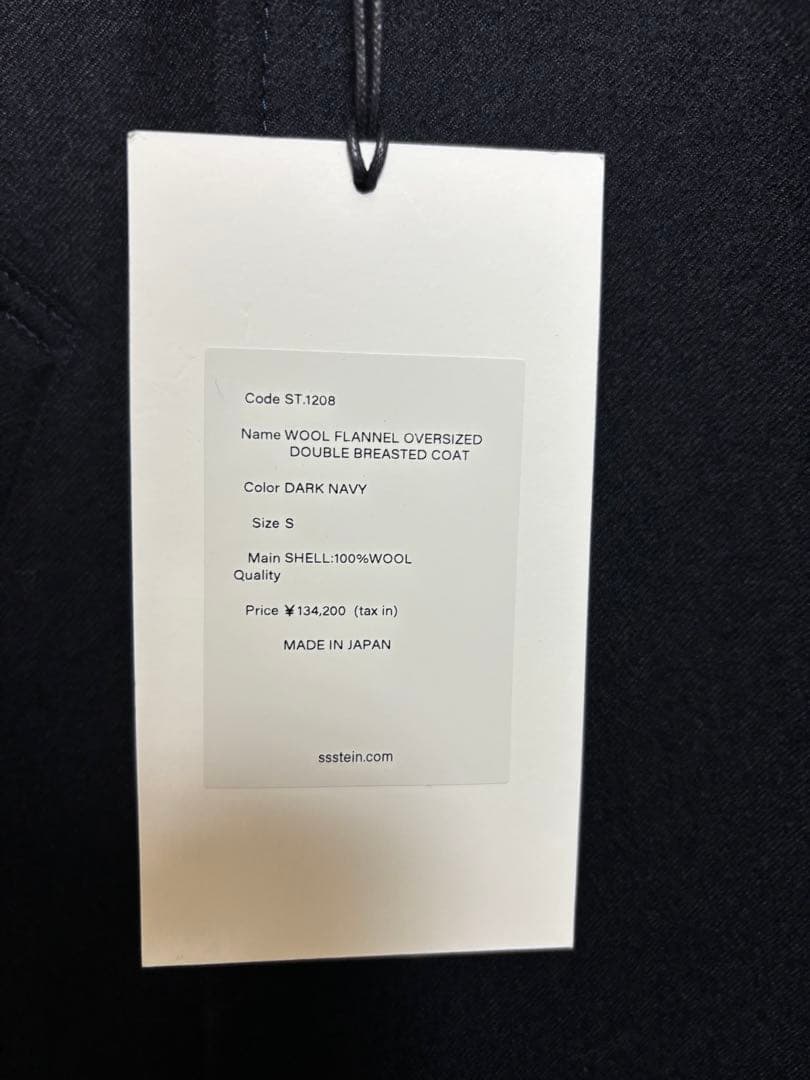 Code ST.1208
Name WOOL FLANNEL OVERSIZED
DOUBLE BREASTED COAT
Color DARK NAVY
Size S
Main SHELL:100%WOOL
Quality
Price ¥134,200 (tax in)
MADE IN JAPAN
ssstein.com